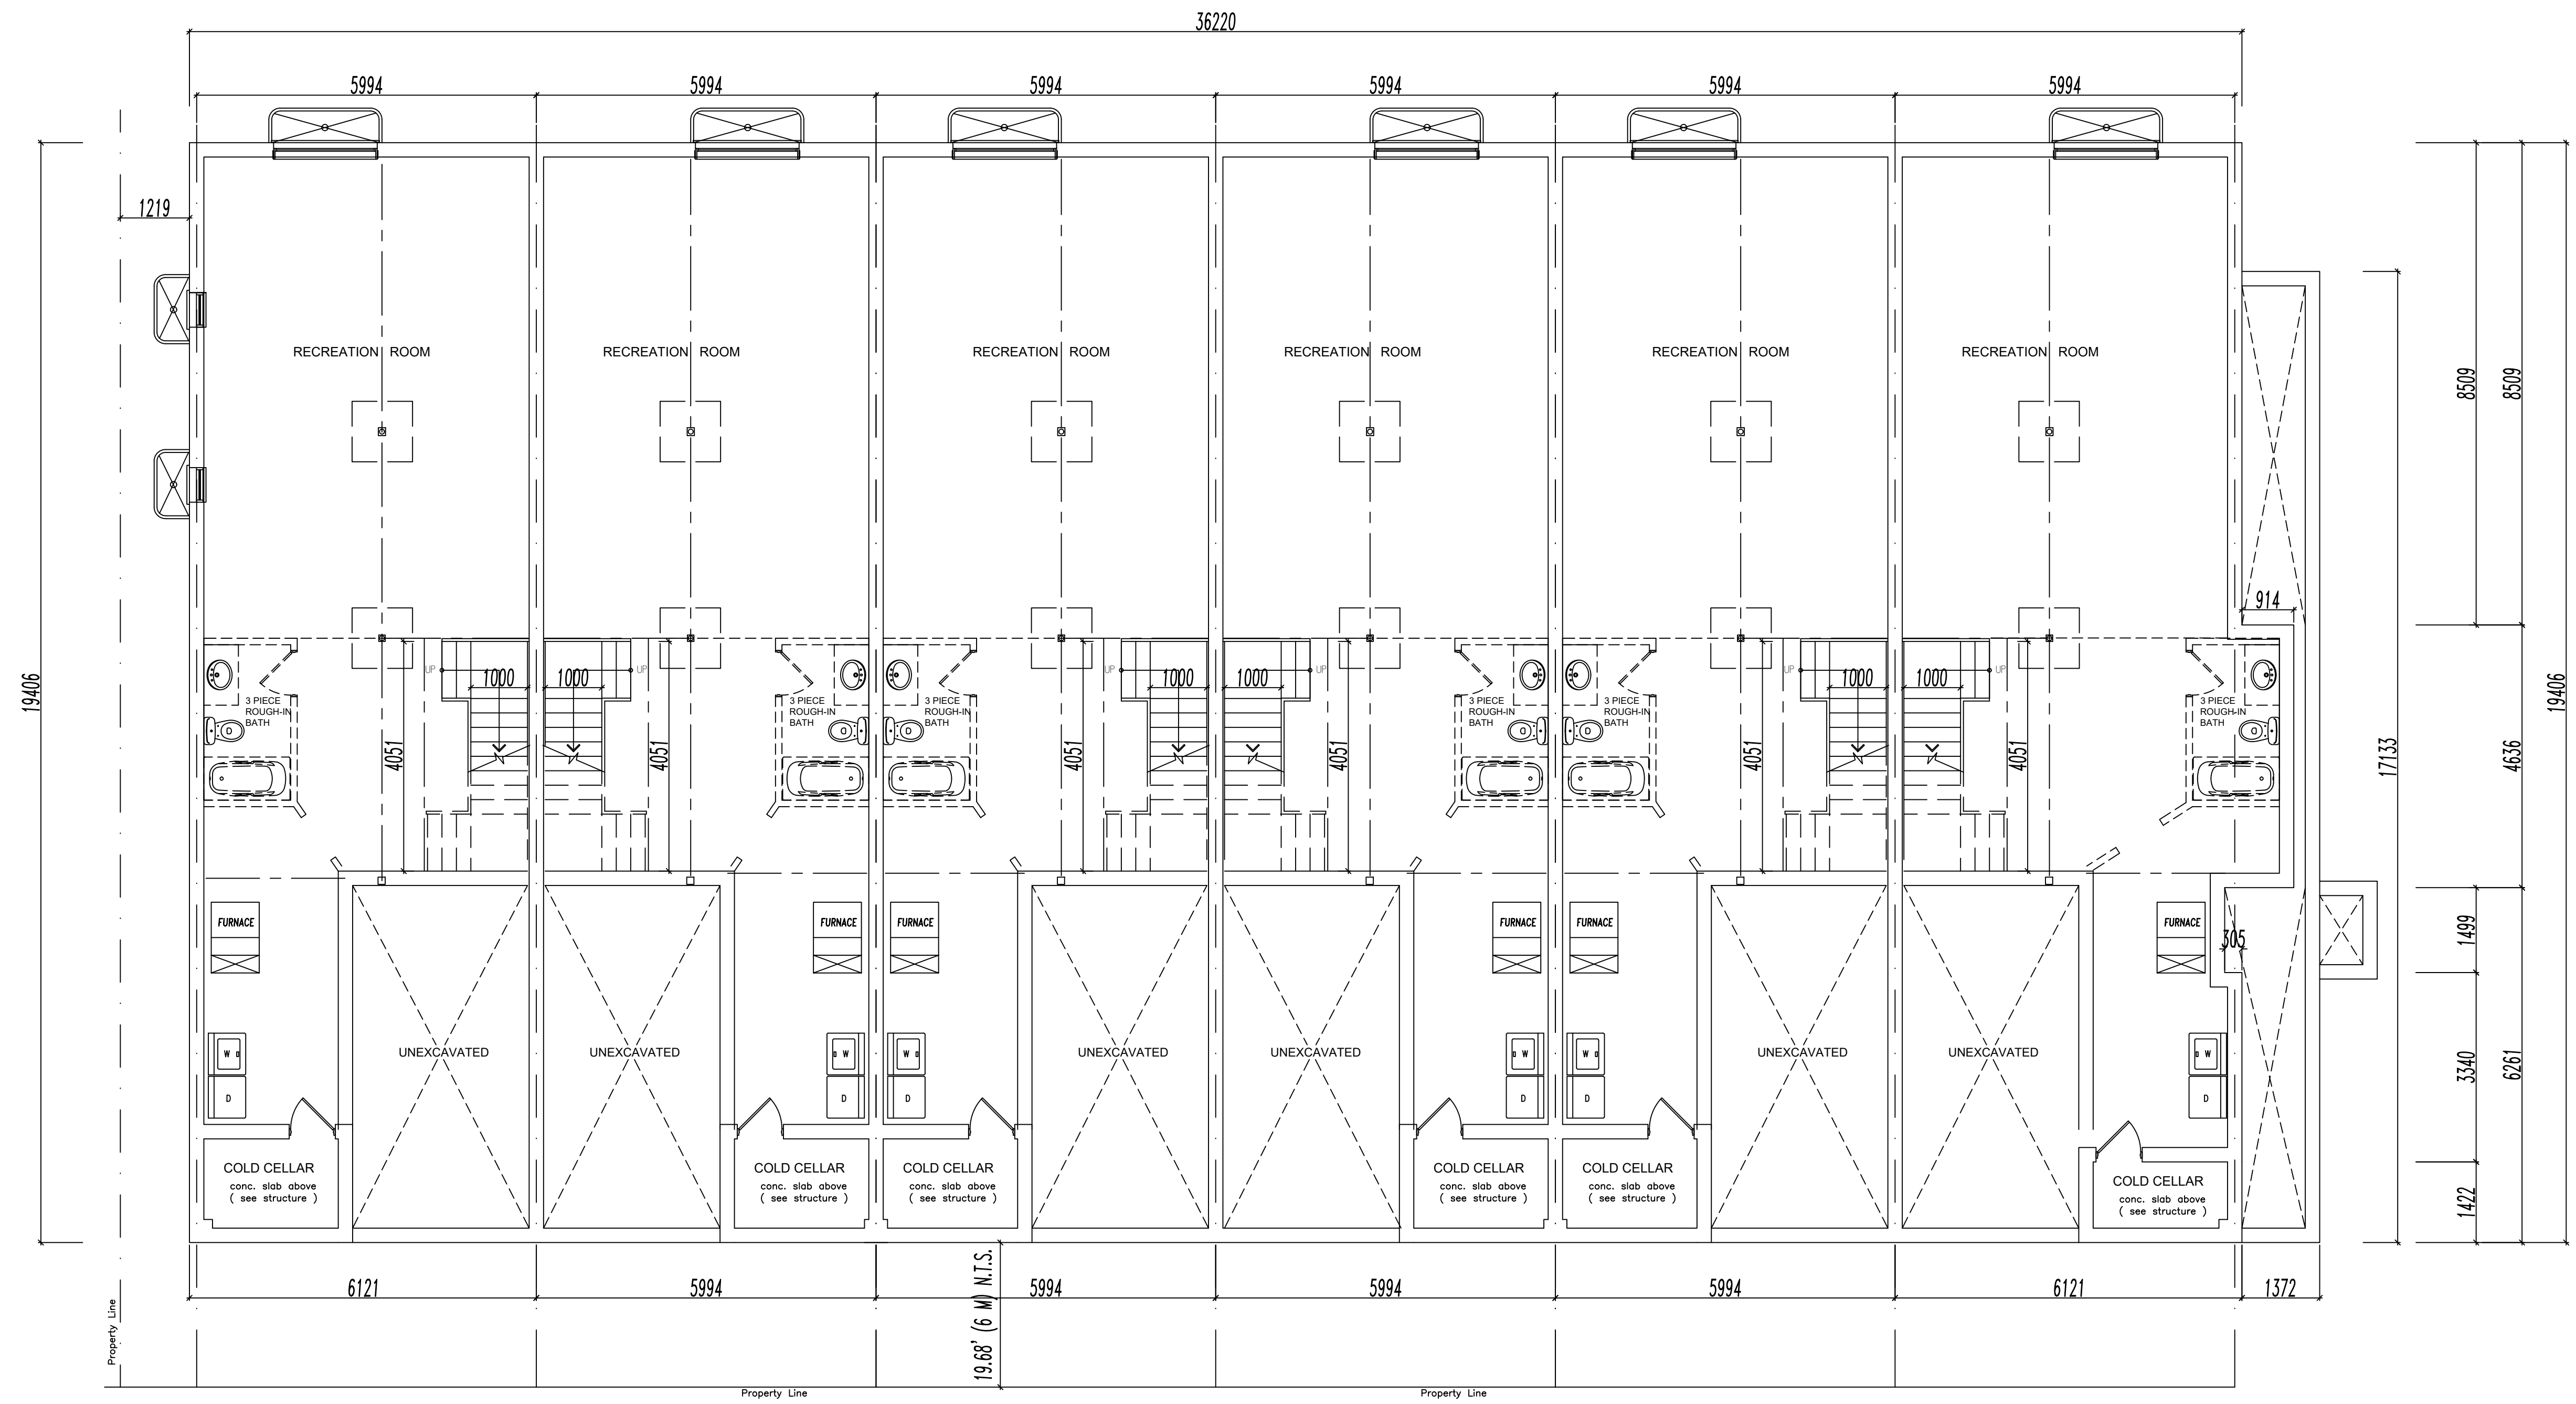 36220
5994 5994 5994 5994 5994 5994
1219
RECREATION ROOM RECREATION ROOM RECREATION ROOM RECREATION ROOM RECREATION ROOM RECREATION ROOM
8509 8509
914
19406
UP 1000 1000 UP UP 1000 1000 UP UP 1000 1000 UP
3 PIECE
ROUGH-IN
BATH
3 PIECE
ROUGH-IN
BATH
3 PIECE
ROUGH-IN
BATH
3 PIECE
ROUGH-IN
BATH
3 PIECE
ROUGH-IN
BATH
3 PIECE
ROUGH-IN
BATH
19406
4051 4051 4051 4051 4051 4051
17133
4636
FURNACE FURNACE FURNACE FURNACE FURNACE FURNACE
305
1499
W W W W W W
UNEXCAVATED UNEXCAVATED UNEXCAVATED UNEXCAVATED UNEXCAVATED UNEXCAVATED
3340
6261
D D D D D D
COLD CELLAR
conc. slab above
( see structure )
COLD CELLAR
conc. slab above
( see structure )
COLD CELLAR
conc. slab above
( see structure )
COLD CELLAR
conc. slab above
( see structure )
COLD CELLAR
conc. slab above
( see structure )
COLD CELLAR
conc. slab above
( see structure )
1422
6121 5994 5994 5994 5994 6121 1372
19.68' (6 M) N.T.S.
Property Line
Property Line
Property Line